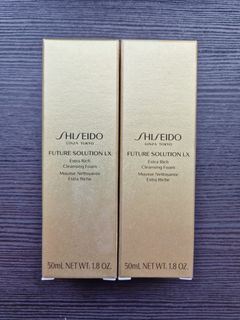 SHISEIDO
GINZA TOKYO
FUTURE SOLUTION LX
Extra Rich
Cleansing Foam
Mousse Nettoyante
Extra Riche
50mL NET WT. 1.8 OZ.
SHISEIDO
GINZA TOKYO
FUTURE SOLUTION LX
Extra Rich
Cleansing Foam
Mousse Nettoyante
Extra Riche
50mL NET WT. 1.8 OZ.